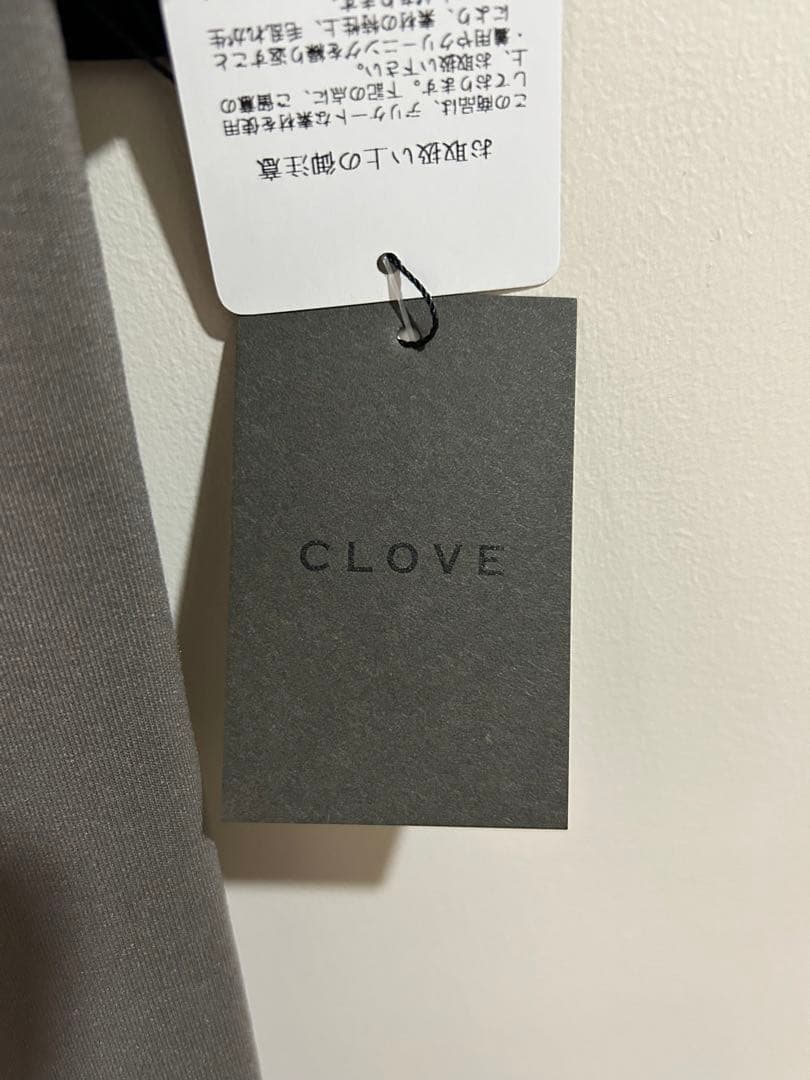 お取扱い上の御注意
この商品は、デリケートな素材を使用
しております。下記の点に、ご留意の
上、お取扱い下さい。
・着用やクリーニングを繰り返すこと
により、素材の特性上、毛乱れが生
CLOVE